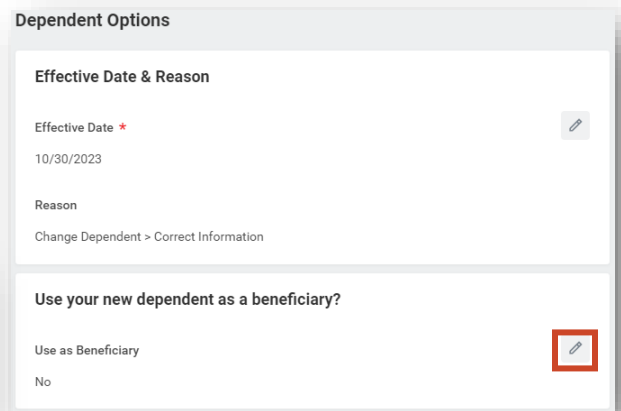 Dependent Options
Effective Date & Reason
Effective Date *
10/30/2023
Reason
Change Dependent > Correct Information
Use your new dependent as a beneficiary?
Use as Beneficiary
No